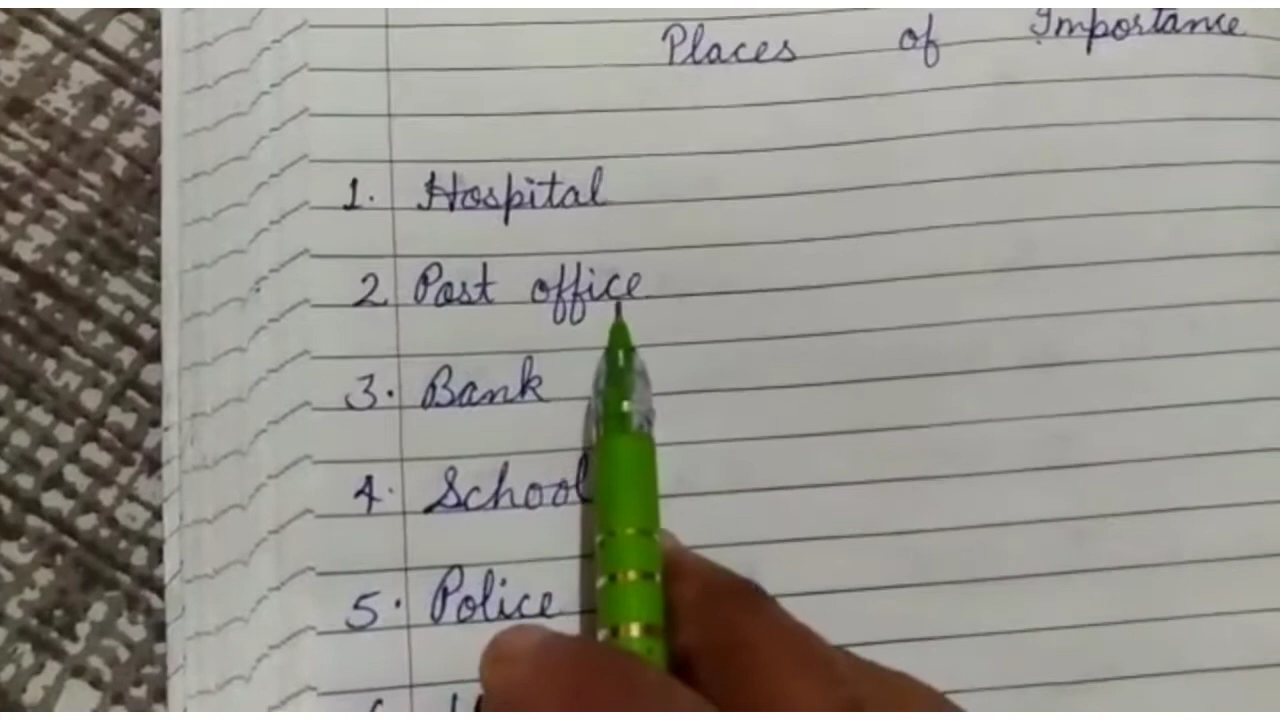 Places of Importance
1. Hospital
2 Post office
3. Bank
4. School
5. Police